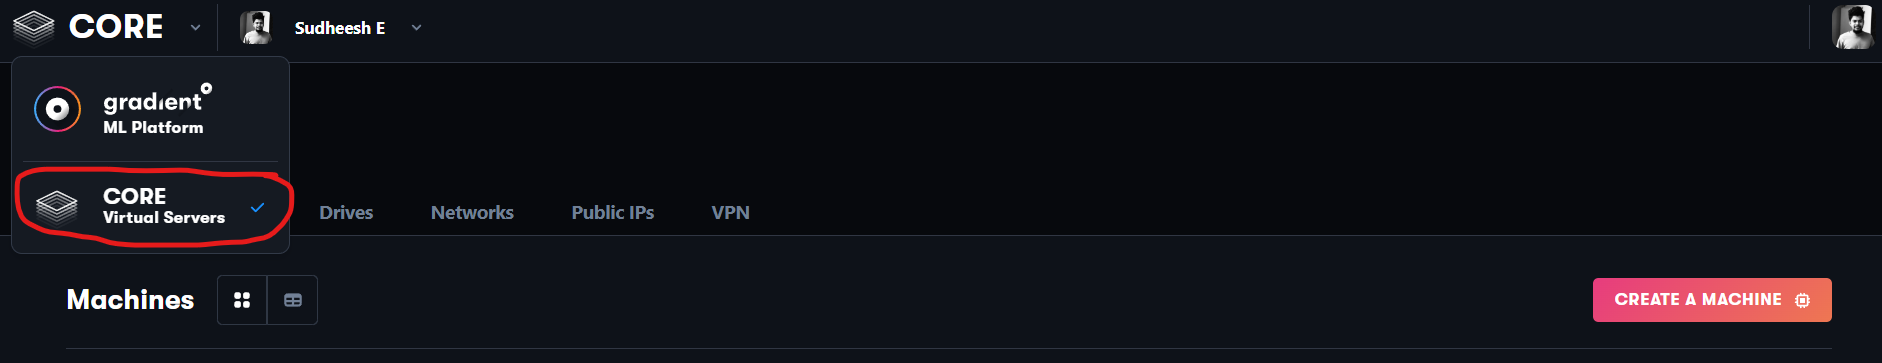 CORE
Sudheesh E
gradient
ML Platform
CORE
Virtual Servers
Drives
Networks
Public IPs
VPN
Machines
CREATE A MACHINE